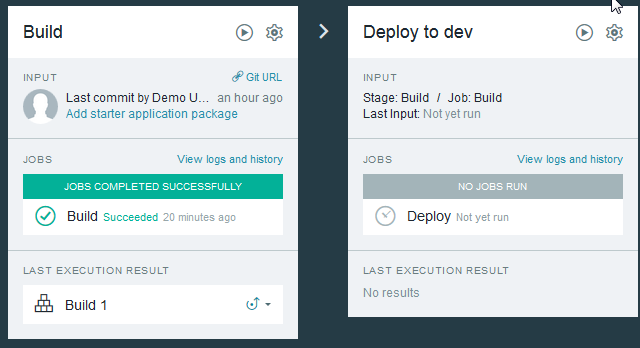 Build
INPUT
Git URL
Last commit by Demo U... an hour ago
Add starter application package
JOBS
View logs and history
JOBS COMPLETED SUCCESSFULLY
Build Succeeded 20 minutes ago
LAST EXECUTION RESULT
Build 1
Deploy to dev
INPUT
Stage: Build / Job: Build
Last Input: Not yet run
JOBS
View logs and history
NO JOBS RUN
Deploy Not yet run
LAST EXECUTION RESULT
No results